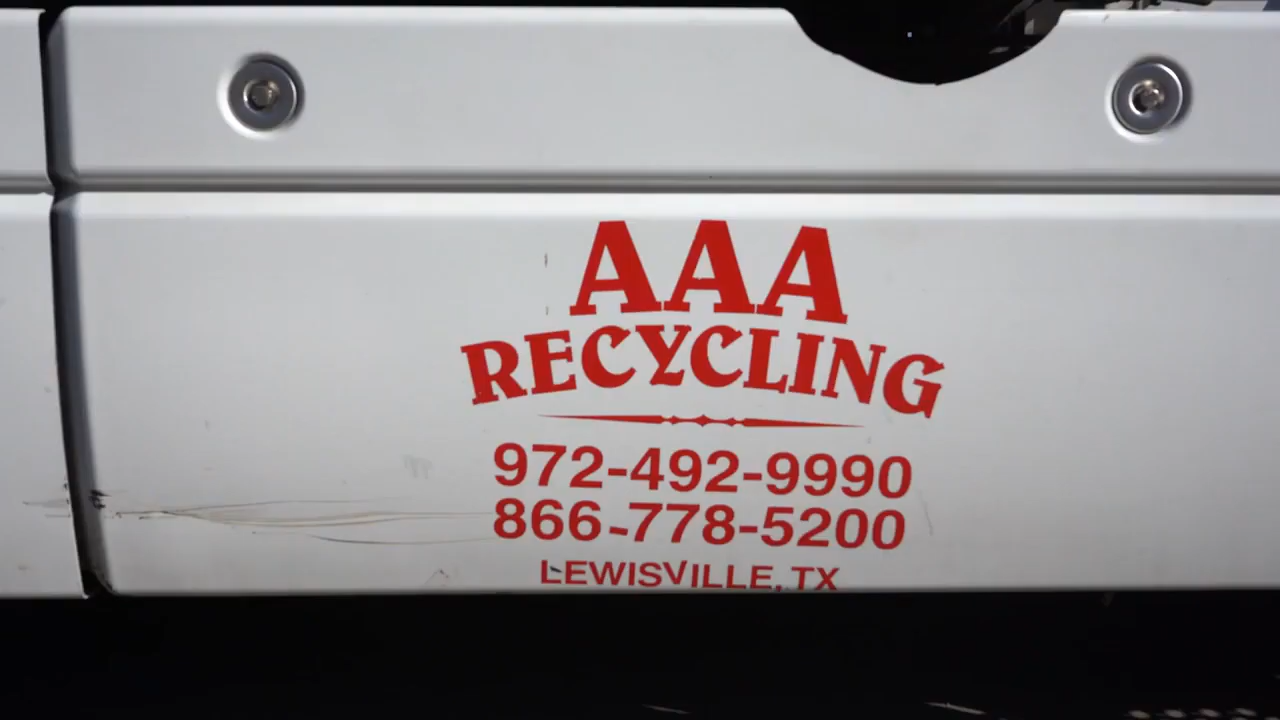 AAA
RECYCLING
972-492-9990
866-778-5200
LEWISVILLE, TX